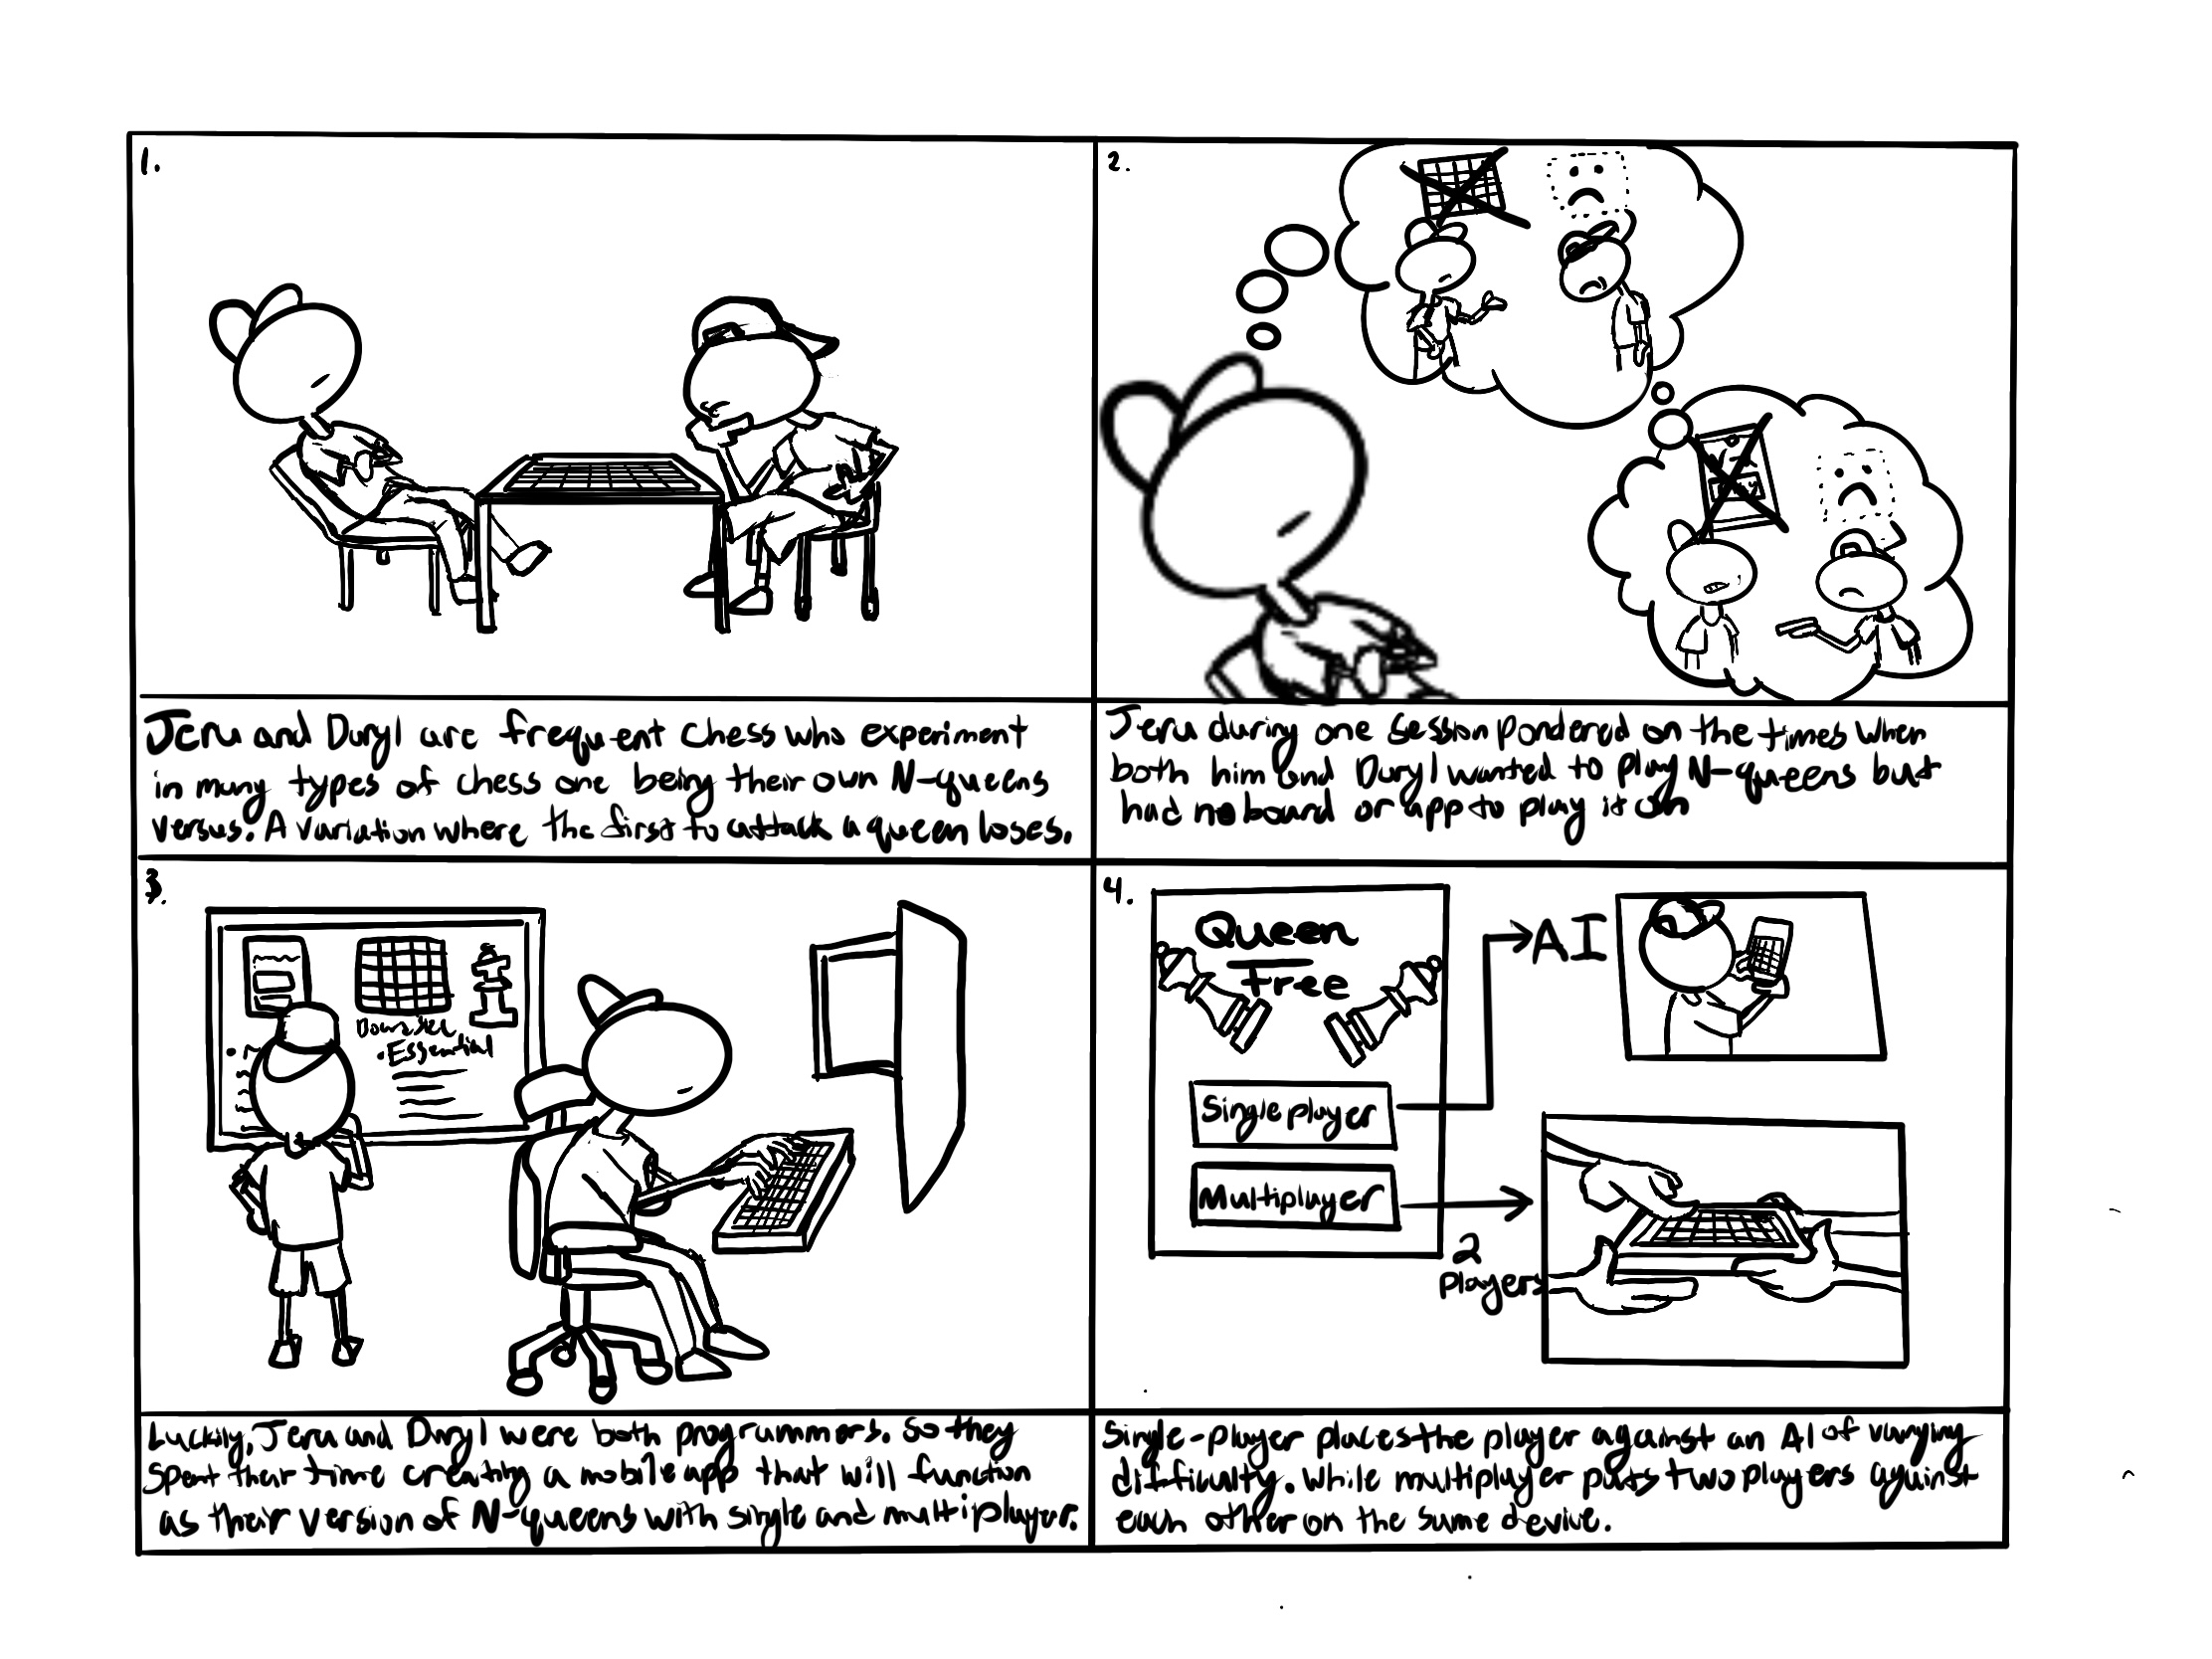 1.
Jeru and Daryl are frequent chess who experiment
in many types of chess one being their own N-queens
versus. A variation where the first to attack a queen loses.
2.
Jeru during one session pondered on the times when
both him and Daryl wanted to play N-queens but
had no board or app to play it on
3.
Essential
Luckily, Jeru and Daryl were both programmers. So they
spent their time creating a mobile app that will function
as their version of N-queens with single and multiplayer.
4.
Queen
Free
AI
Singleplayer
Multiplayer
2
Players
Single-player places the player against an AI of varying
difficulty. While multiplayer puts two players against
each other on the same device.